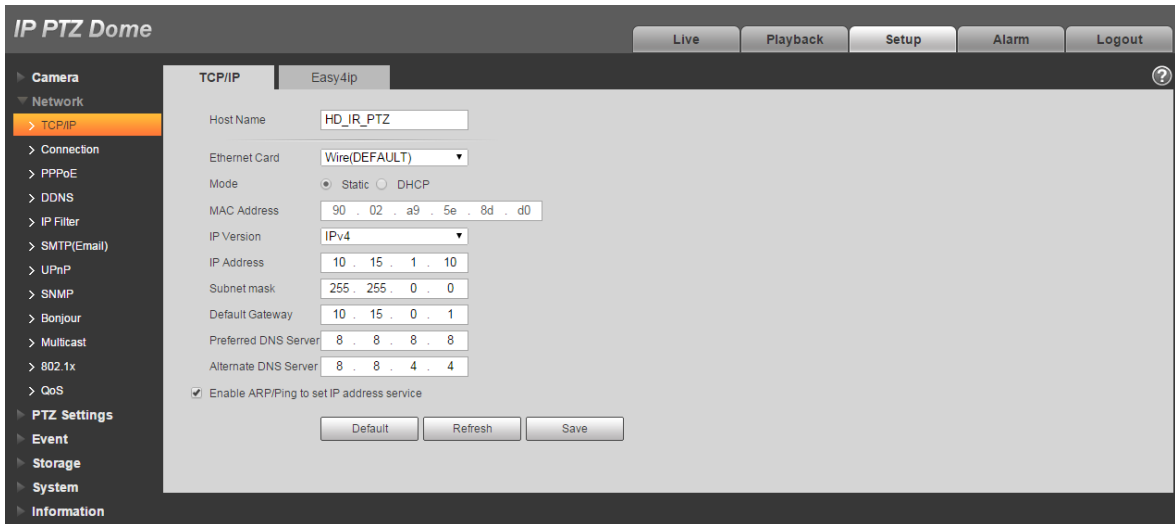 IP PTZ Dome
Live Playback Setup Alarm Logout
Camera
Network
TCP/IP
Connection
PPPoE
DDNS
IP Filter
SMTP(Email)
UPnP
SNMP
Bonjour
Multicast
802.1x
QoS
PTZ Settings
Event
Storage
System
Information
TCP/IP Easy4ip
?
Host Name HD_IR_PTZ
Ethernet Card Wire(DEFAULT)
Mode Static DHCP
MAC Address 90 . 02 . a9 . 5e . 8d . d0
IP Version IPv4
IP Address 10 . 15 . 1 . 10
Subnet mask 255 . 255 . 0 . 0
Default Gateway 10 . 15 . 0 . 1
Preferred DNS Server 8 . 8 . 8 . 8
Alternate DNS Server 8 . 8 . 4 . 4
Enable ARP/Ping to set IP address service
Default Refresh Save